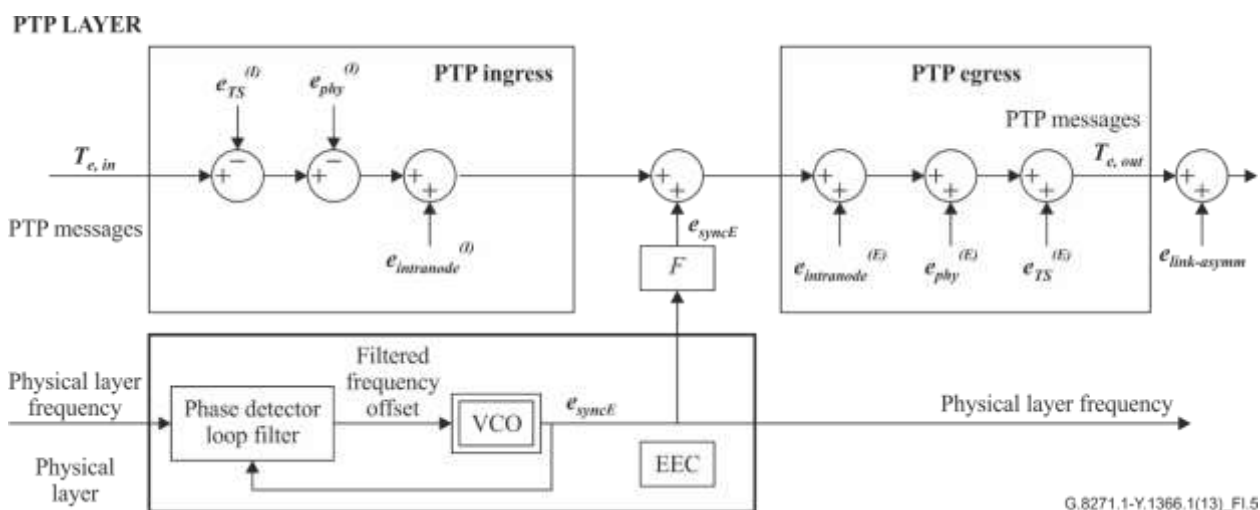 PTP LAYER
PTP ingress
e_TS^(I)
e_phy^(I)
T_e, in
− − + + + +
e_intranode^(I)
PTP messages
+ +
e_syncE
F
PTP egress
PTP messages
T_e, out
+ + + + + +
e_intranode^(E)
e_phy^(E)
e_TS^(E)
+ +
e_link-asymm
Physical layer
frequency
Physical
layer
Phase detector
loop filter
Filtered
frequency
offset
VCO
e_syncE
EEC
Physical layer frequency
G.8271.1-Y.1366.1(13)_FI.5